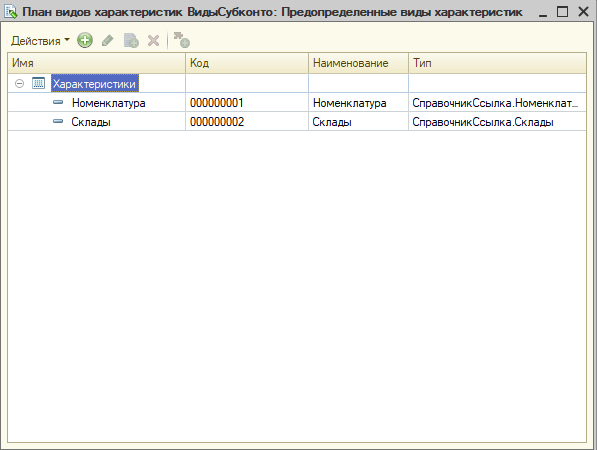 План видов характеристик ВидыСубконто: Предопределенные виды характеристик
Действия
Имя Код Наименование Тип
Характеристики
Номенклатура 000000001 Номенклатура СправочникСсылка.Номенклат...
Склады 000000002 Склады СправочникСсылка.Склады